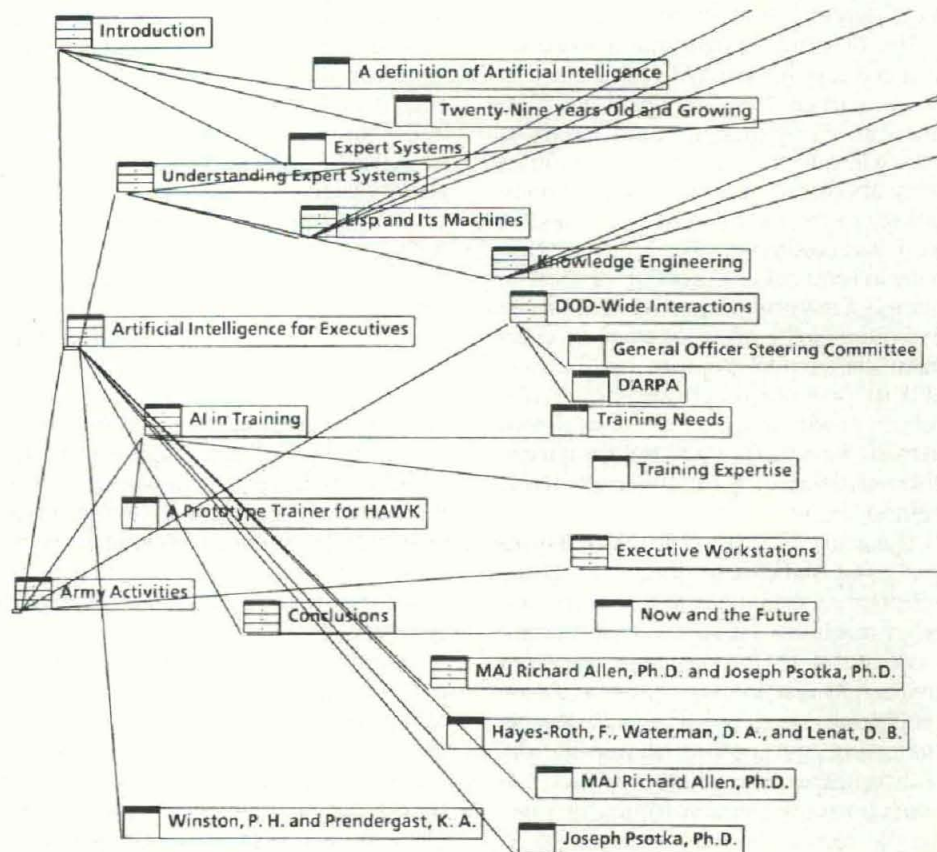 Introduction
A definition of Artificial Intelligence
Twenty-Nine Years Old and Growing
Expert Systems
Understanding Expert Systems
Lisp and Its Machines
Knowledge Engineering
DOD-Wide Interactions
Artificial Intelligence for Executives
General Officer Steering Committee
DARPA
AI in Training
Training Needs
Training Expertise
A Prototype Trainer for HAWK
Executive Workstations
Army Activities
Conclusions
Now and the Future
MAJ Richard Allen, Ph.D. and Joseph Psotka, Ph.D.
Hayes-Roth, F., Waterman, D. A., and Lenat, D. B.
MAJ Richard Allen, Ph.D.
Winston, P. H. and Prendergast, K. A.
Joseph Psotka, Ph.D.